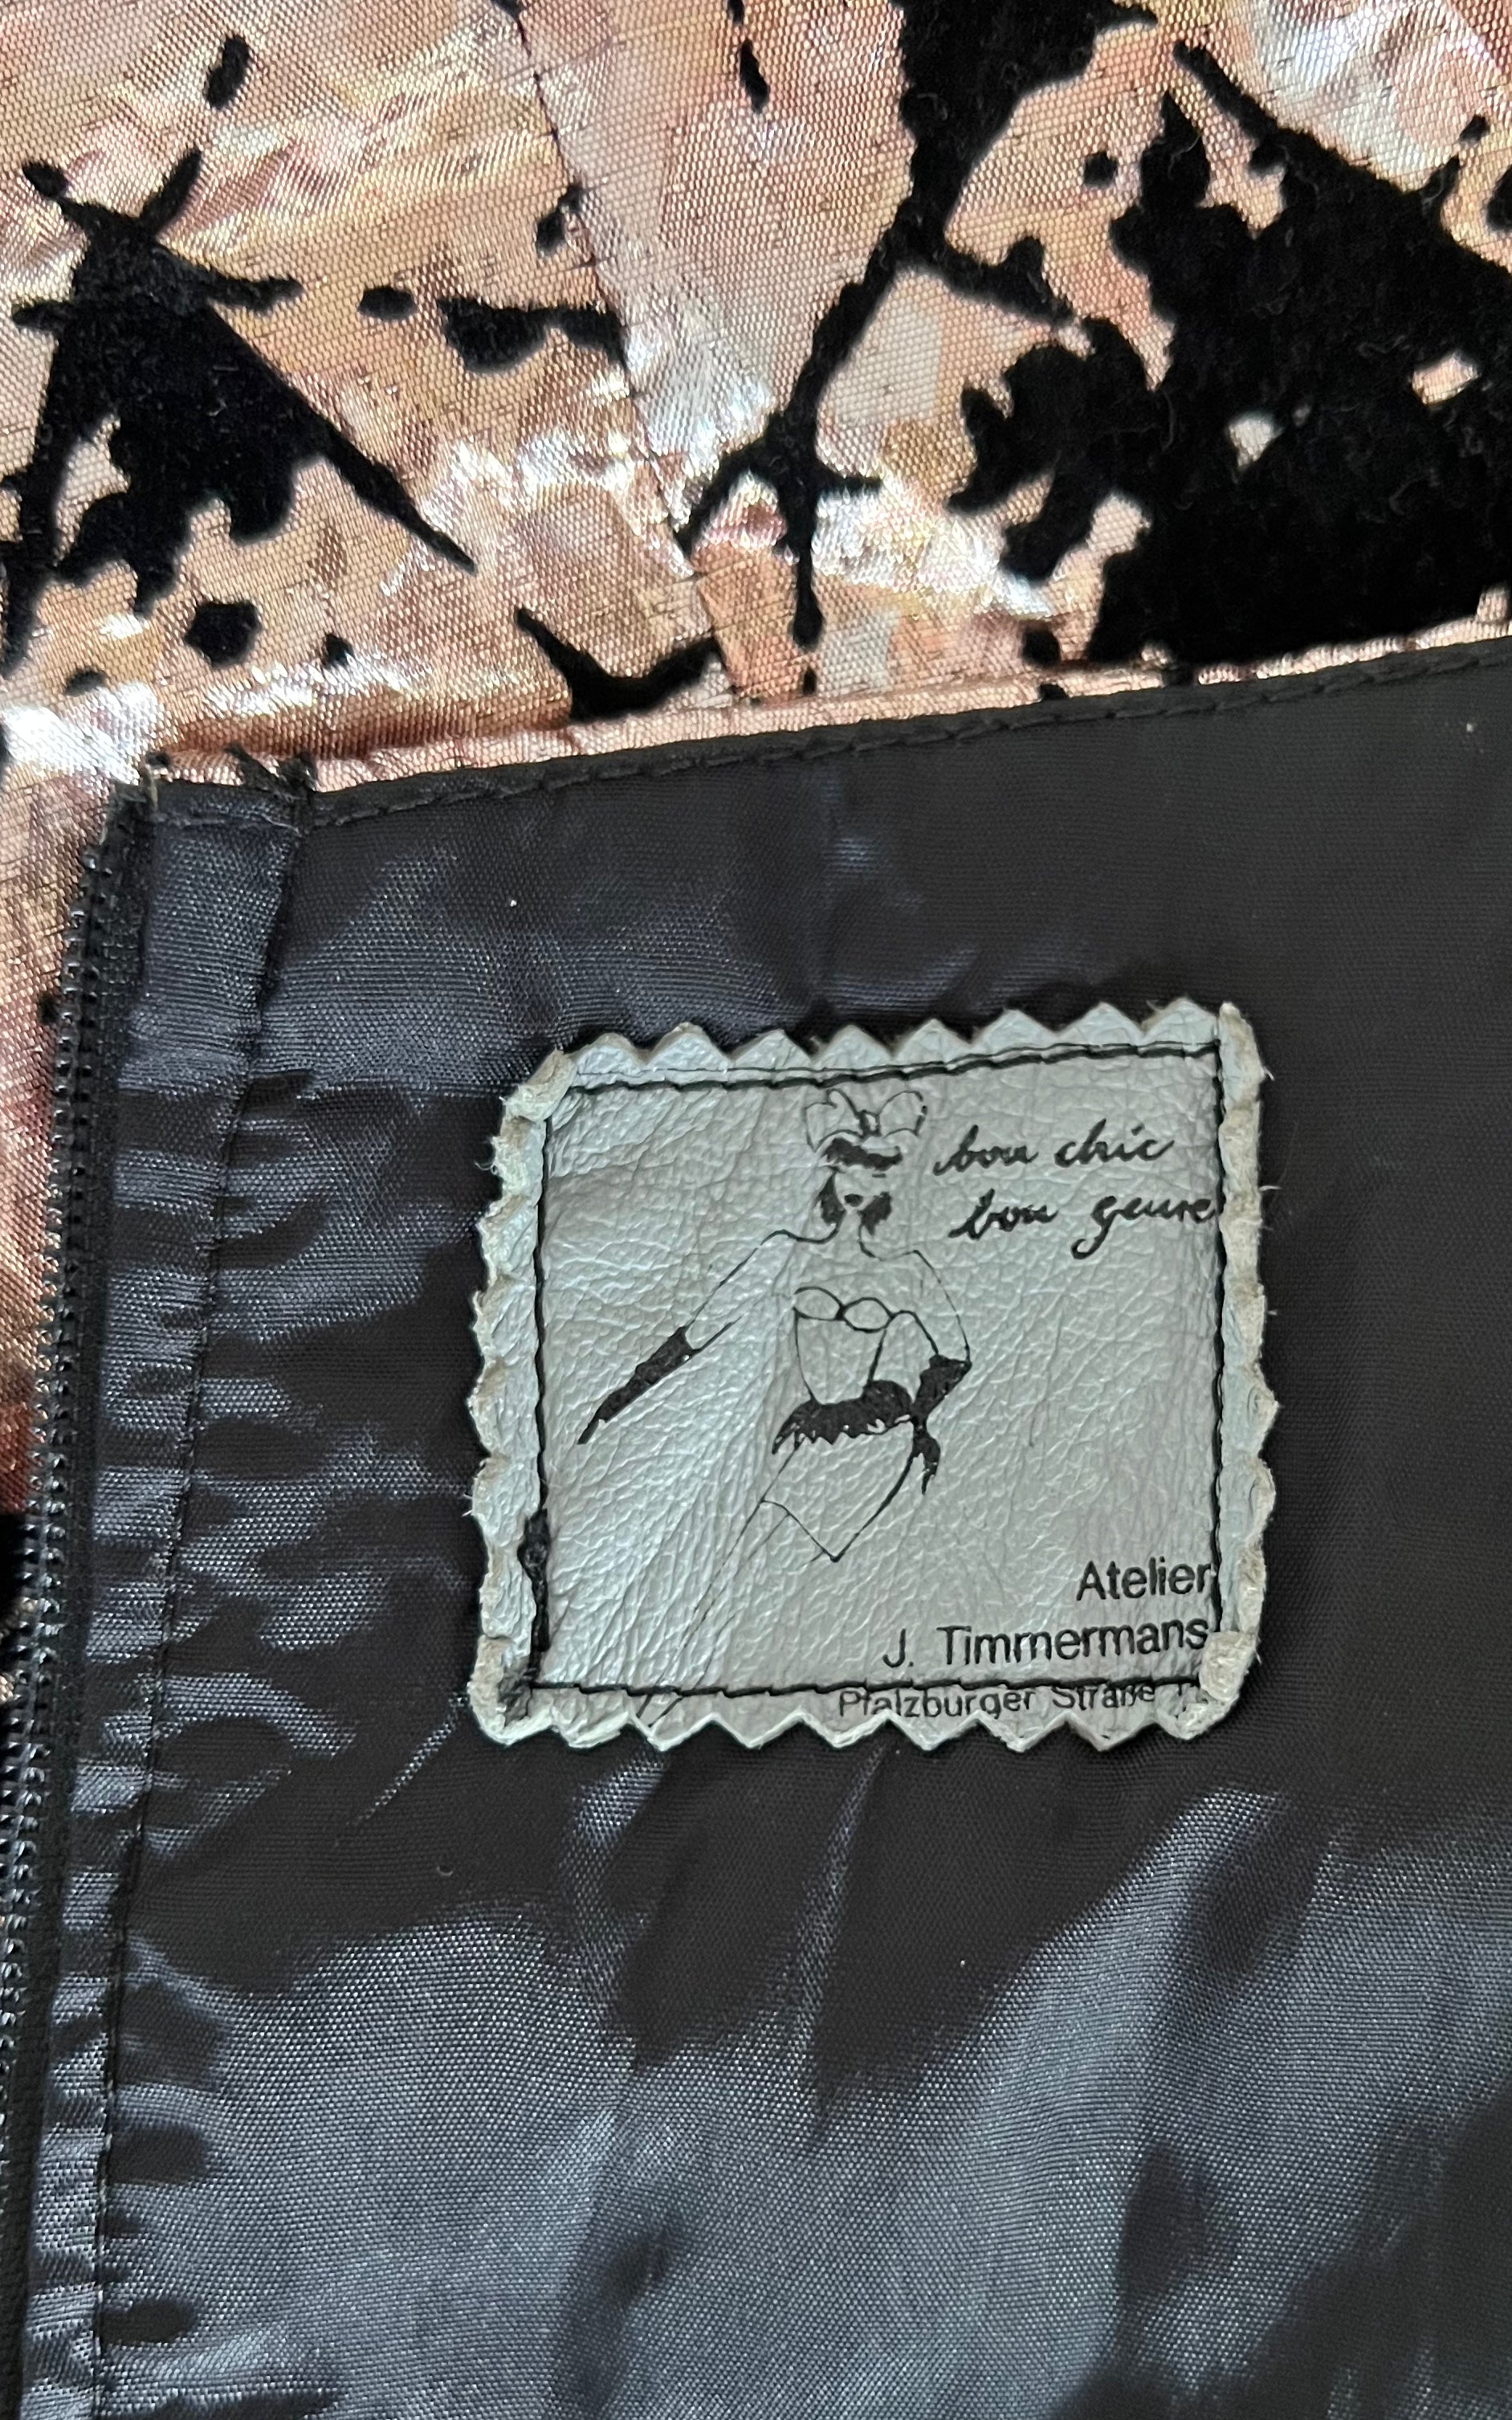 bon chic
bon genre
Atelier
J. Timmermans
Pfalzburger Straße